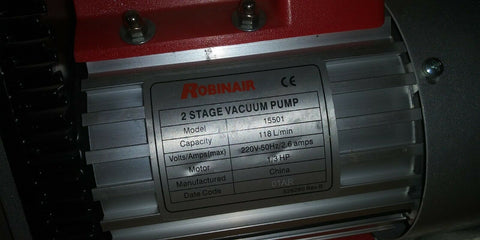 ROBINAIR CE
2 STAGE VACUUM PUMP
Model 15501
Capacity 118 L/min
Volts/Amps(max) 220V-50Hz/2.6 amps
Motor 1/3 HP
Manufactured China
Date Code 01AR